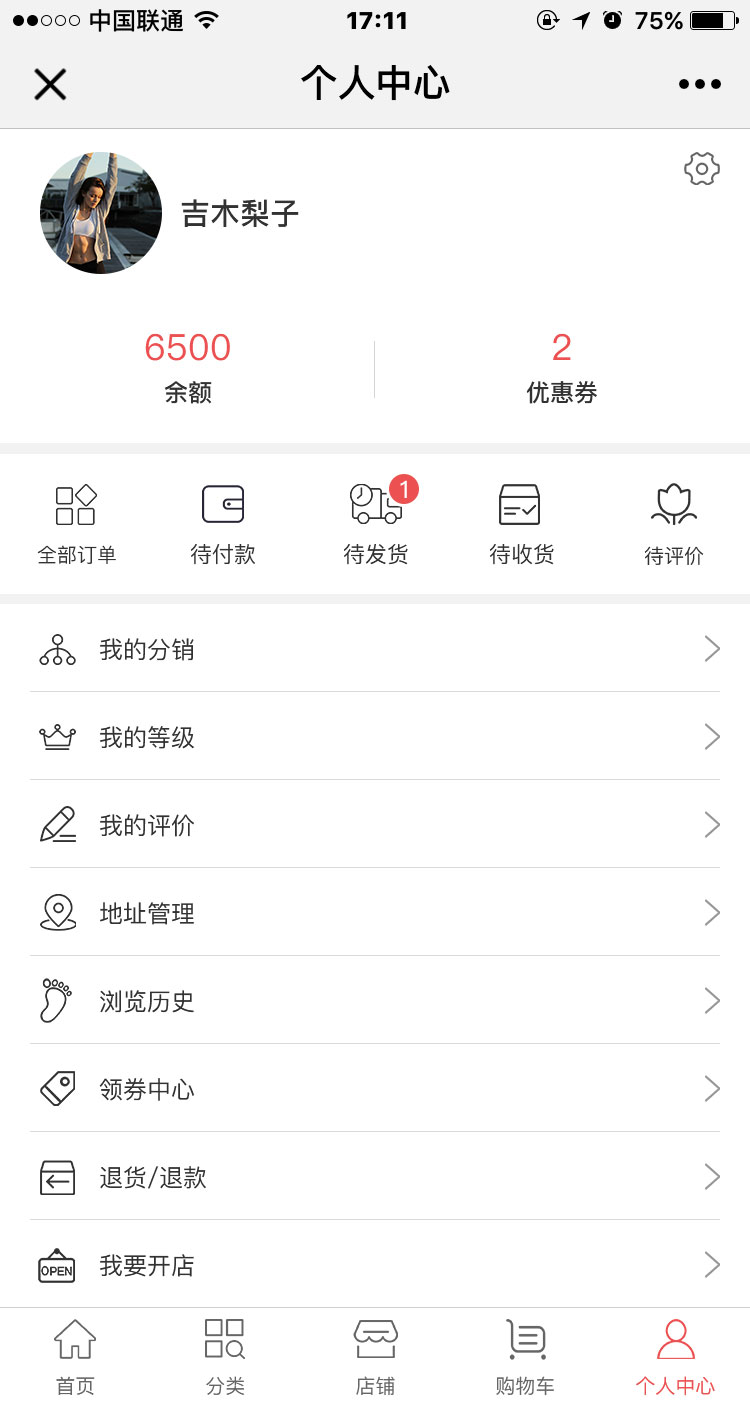 中国联通 17:11 75%
个人中心
吉木梨子
6500 2
余额 优惠券
1
全部订单 待付款 待发货 待收货 待评价
我的分销
我的等级
我的评价
地址管理
浏览历史
领券中心
退货/退款
OPEN 我要开店
首页 分类 店铺 购物车 个人中心